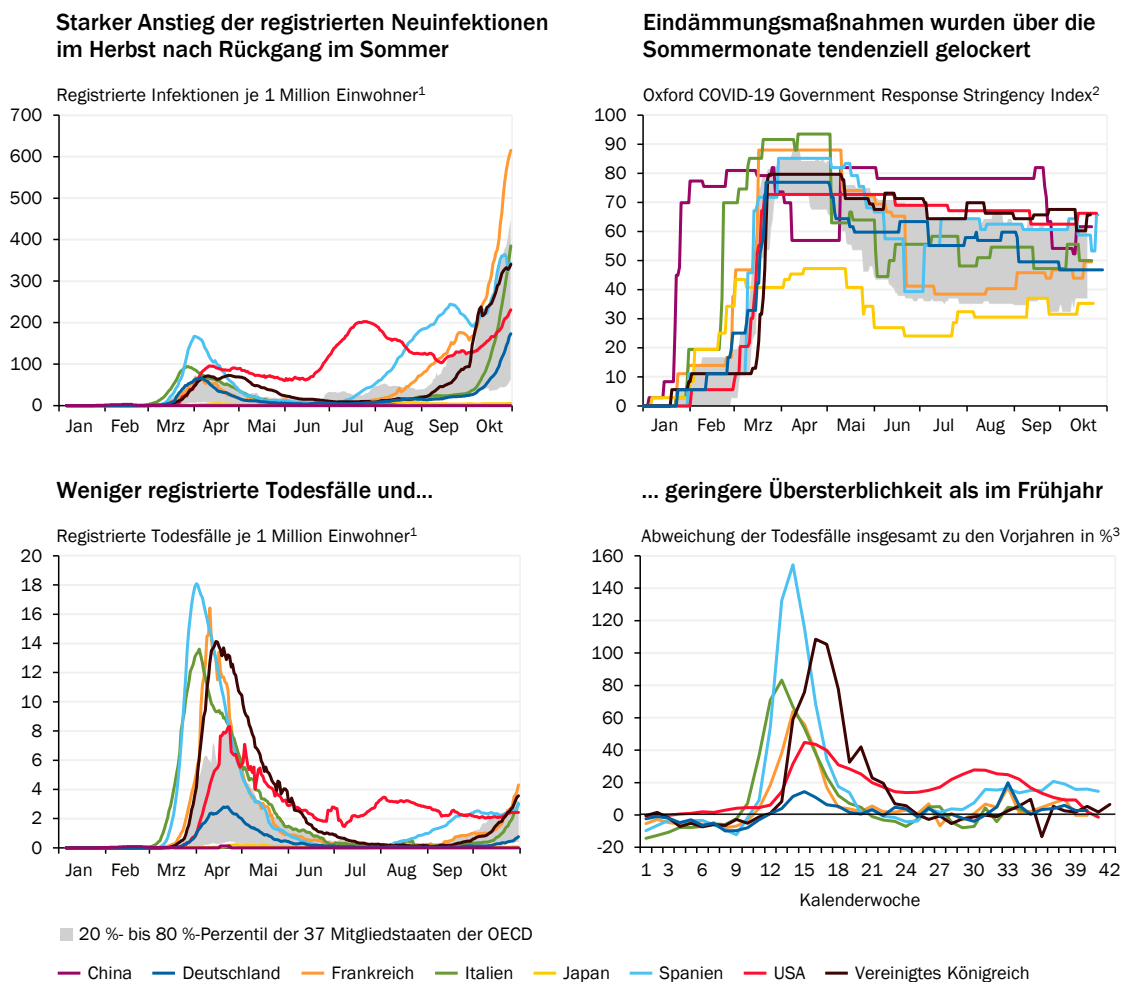 Starker Anstieg der registrierten Neuinfektionen
im Herbst nach Rückgang im Sommer
Registrierte Infektionen je 1 Million Einwohner¹
700
600
500
400
300
200
100
0
Jan Feb Mrz Apr Mai Jun Jul Aug Sep Okt
Eindämmungsmaßnahmen wurden über die
Sommermonate tendenziell gelockert
Oxford COVID-19 Government Response Stringency Index²
100
90
80
70
60
50
40
30
20
10
0
Jan Feb Mrz Apr Mai Jun Jul Aug Sep Okt
Weniger registrierte Todesfälle und...
Registrierte Todesfälle je 1 Million Einwohner¹
20
18
16
14
12
10
8
6
4
2
0
Jan Feb Mrz Apr Mai Jun Jul Aug Sep Okt
... geringere Übersterblichkeit als im Frühjahr
Abweichung der Todesfälle insgesamt zu den Vorjahren in %³
160
140
120
100
80
60
40
20
0
-20
1 3 6 9 12 15 18 21 24 27 30 33 36 39 42
Kalenderwoche
20 %- bis 80 %-Perzentil der 37 Mitgliedstaaten der OECD
China Deutschland Frankreich Italien Japan Spanien USA Vereinigtes Königreich